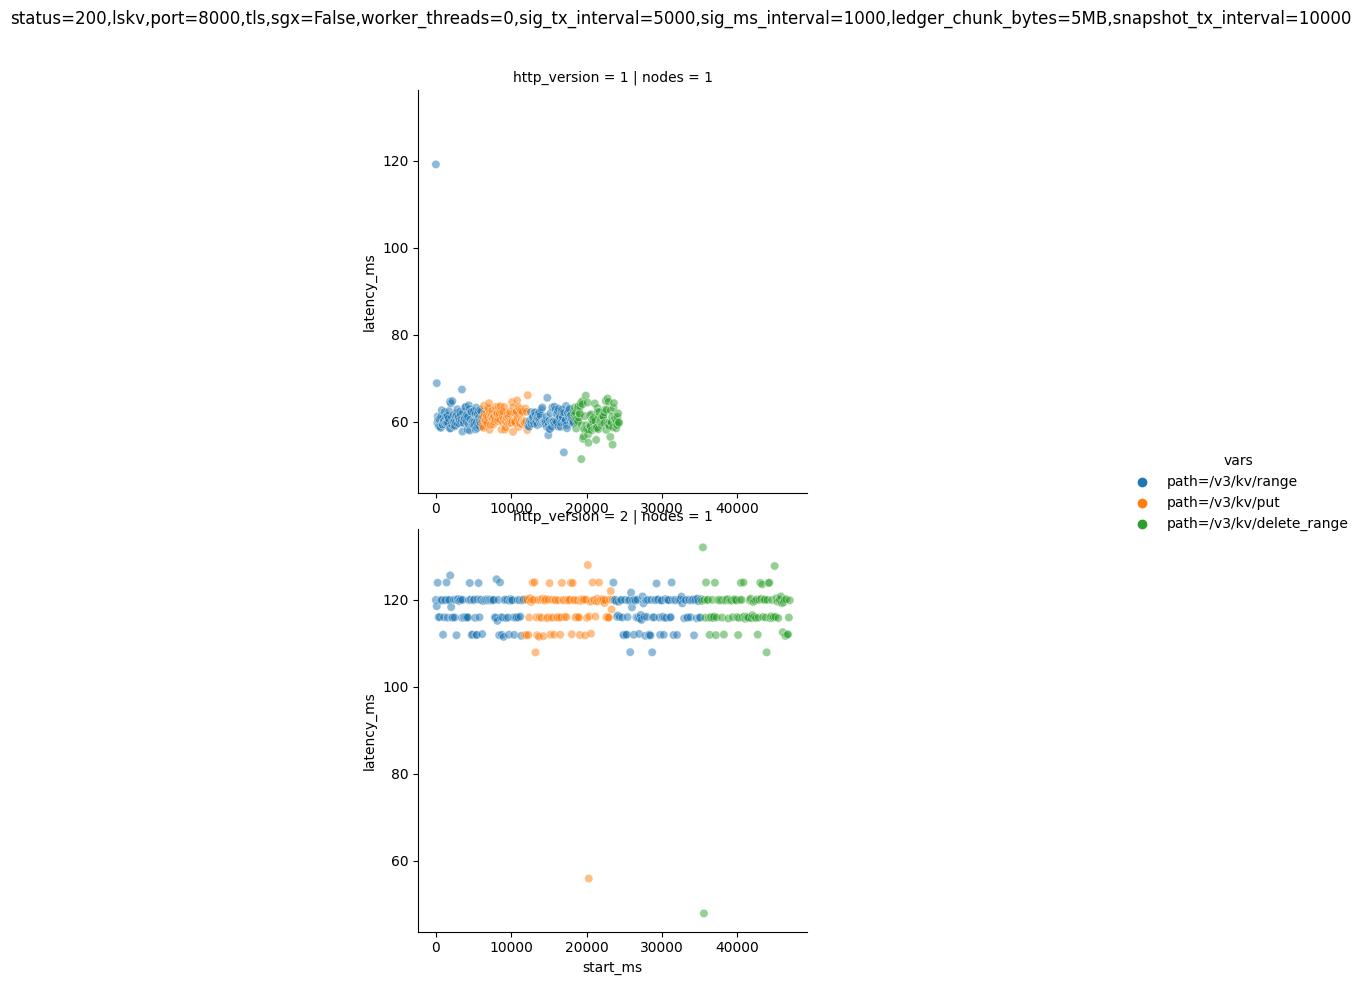 status=200,lskv,port=8000,tls,sgx=False,worker_threads=0,sig_tx_interval=5000,sig_ms_interval=1000,ledger_chunk_bytes=5MB,snapshot_tx_interval=10000
http_version = 1 | nodes = 1
120
100
80
60
latency_ms
0 10000 20000 30000 40000
http_version = 2 | nodes = 1
120
100
80
60
latency_ms
0 10000 20000 30000 40000
start_ms
vars
path=/v3/kv/range
path=/v3/kv/put
path=/v3/kv/delete_range